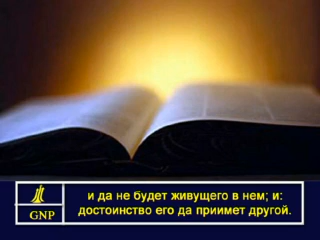 и да не будет живущего в нем; и:
достоинство его да приимет другой.
GNP